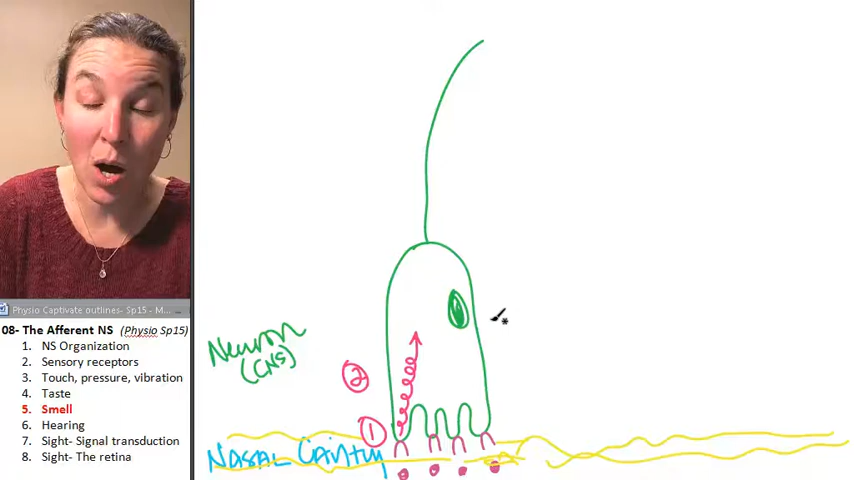 Physio Captivate outlines- Sp15 - M...
08- The Afferent NS (Physio Sp15)
1. NS Organization
2. Sensory receptors
3. Touch, pressure, vibration
4. Taste
5. Smell
6. Hearing
7. Sight- Signal transduction
8. Sight- The retina
Neuron
(CNS)
2
1
Nasal Cavity